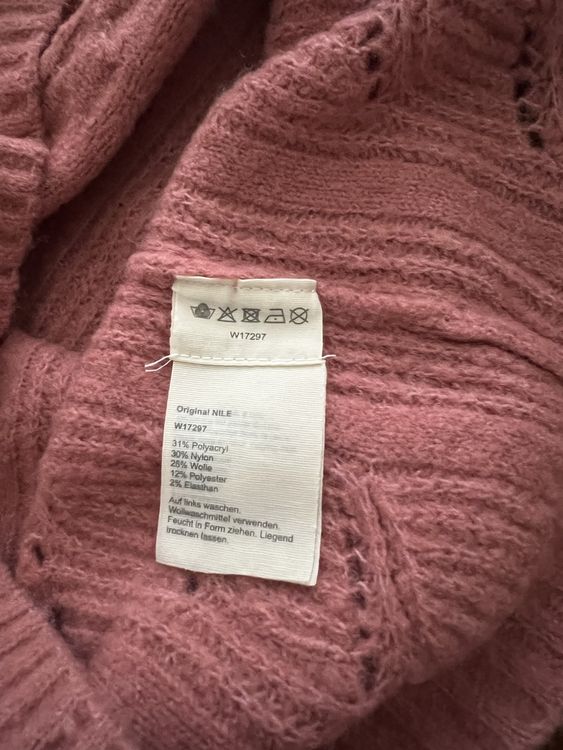 W17297
Original NILE
W17297
31% Polyacryl
30% Nylon
25% Wolle
12% Polyester
2% Elasthan
Auf links waschen.
Wollwaschmittel verwenden.
Feucht in Form ziehen. Liegend
trocknen lassen.